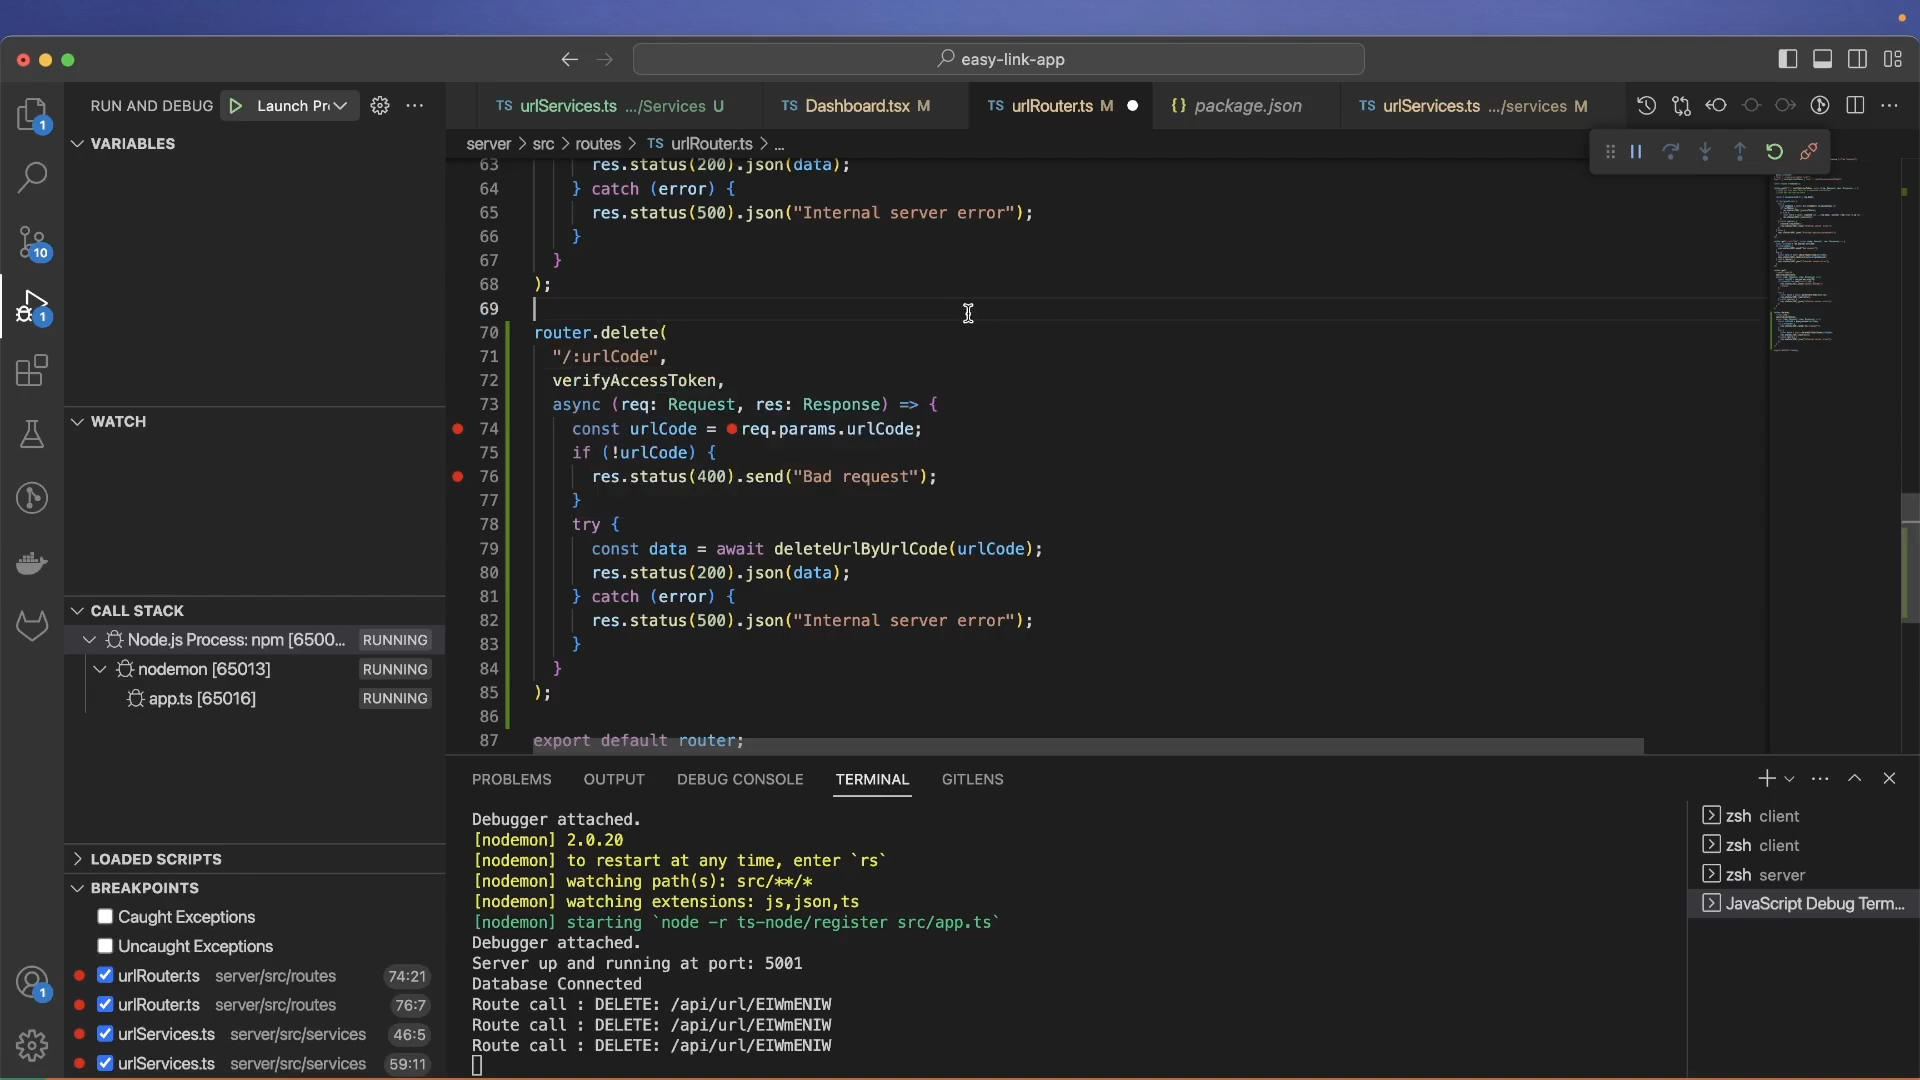 easy-link-app
RUN AND DEBUG
Launch Pr
TS urlServices.ts .../Services U
TS Dashboard.tsx M
TS urlRouter.ts M
{} package.json
TS urlServices.ts .../services M
server > src > routes > TS urlRouter.ts > ...
VARIABLES
WATCH
CALL STACK
Node.js Process: npm [6500... RUNNING
nodemon [65013] RUNNING
app.ts [65016] RUNNING
LOADED SCRIPTS
BREAKPOINTS
Caught Exceptions
Uncaught Exceptions
urlRouter.ts server/src/routes 74:21
urlRouter.ts server/src/routes 76:7
urlServices.ts server/src/services 46:5
urlServices.ts server/src/services 59:11
1
10
1
1
63 res.status(200).json(data);
64 } catch (error) {
65 res.status(500).json("Internal server error");
66 }
67 }
68 );
69
70 router.delete(
71 "/:urlCode",
72 verifyAccessToken,
73 async (req: Request, res: Response) => {
74 const urlCode = req.params.urlCode;
75 if (!urlCode) {
76 res.status(400).send("Bad request");
77 }
78 try {
79 const data = await deleteUrlByUrlCode(urlCode);
80 res.status(200).json(data);
81 } catch (error) {
82 res.status(500).json("Internal server error");
83 }
84 }
85 );
86
87 export default router;
PROBLEMS OUTPUT DEBUG CONSOLE TERMINAL GITLENS
Debugger attached.
[nodemon] 2.0.20
[nodemon] to restart at any time, enter `rs`
[nodemon] watching path(s): src/**/*
[nodemon] watching extensions: js,json,ts
[nodemon] starting `node -r ts-node/register src/app.ts`
Debugger attached.
Server up and running at port: 5001
Database Connected
Route call : DELETE: /api/url/EIWmENIW
Route call : DELETE: /api/url/EIWmENIW
Route call : DELETE: /api/url/EIWmENIW
zsh client
zsh client
zsh server
JavaScript Debug Term...